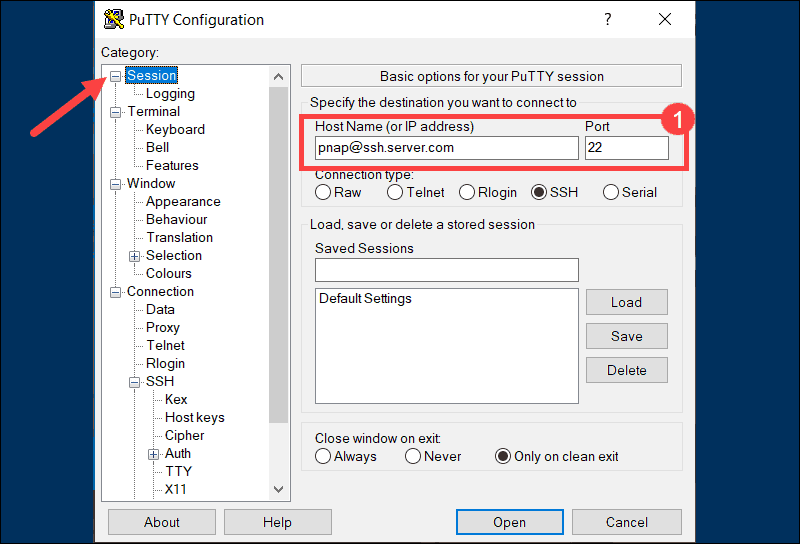 PuTTY Configuration
?
Category:
Session
Logging
Terminal
Keyboard
Bell
Features
Window
Appearance
Behaviour
Translation
Selection
Colours
Connection
Data
Proxy
Telnet
Rlogin
SSH
Kex
Host keys
Cipher
Auth
TTY
X11
Basic options for your PuTTY session
Specify the destination you want to connect to
1
Host Name (or IP address) Port
pnap@ssh.server.com 22
Connection type:
Raw Telnet Rlogin SSH Serial
Load, save or delete a stored session
Saved Sessions
Default Settings
Load
Save
Delete
Close window on exit:
Always Never Only on clean exit
About Help Open Cancel